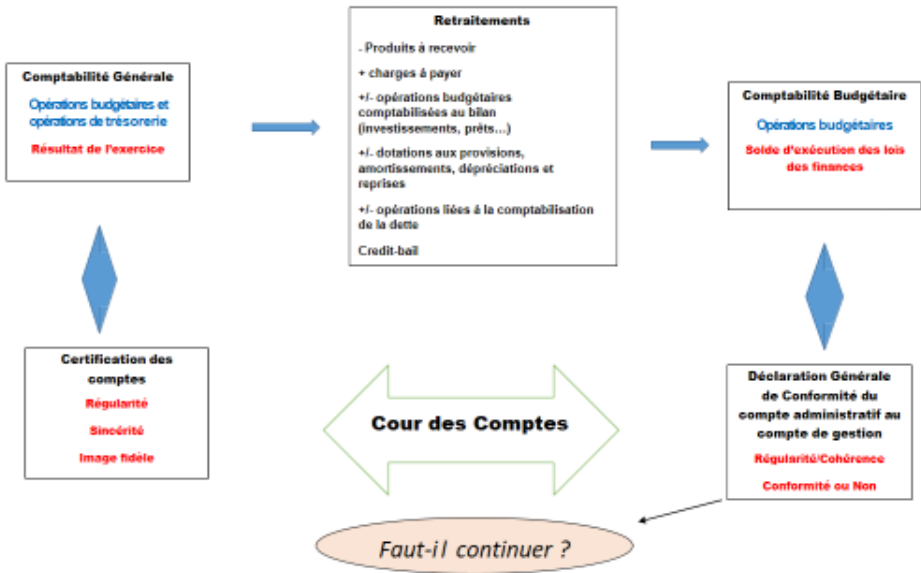 Comptabilité Générale
Opérations budgétaires et
opérations de trésorerie
Résultat de l'exercice
Retraitements
- Produits à recevoir
+ charges à payer
+/- opérations budgétaires
comptabilisées au bilan
(investissements, prêts...)
+/- dotations aux provisions,
amortissements, dépréciations et
reprises
+/- opérations liées à la comptabilisation
de la dette
Credit-bail
Comptabilité Budgétaire
Opérations budgétaires
Solde d'exécution des lois
des finances
Certification des
comptes
Régularité
Sincérité
Image fidèle
Cour des Comptes
Déclaration Générale
de Conformité du
compte administratif au
compte de gestion
Régularité/Cohérence
Conformité ou Non
Faut-il continuer ?